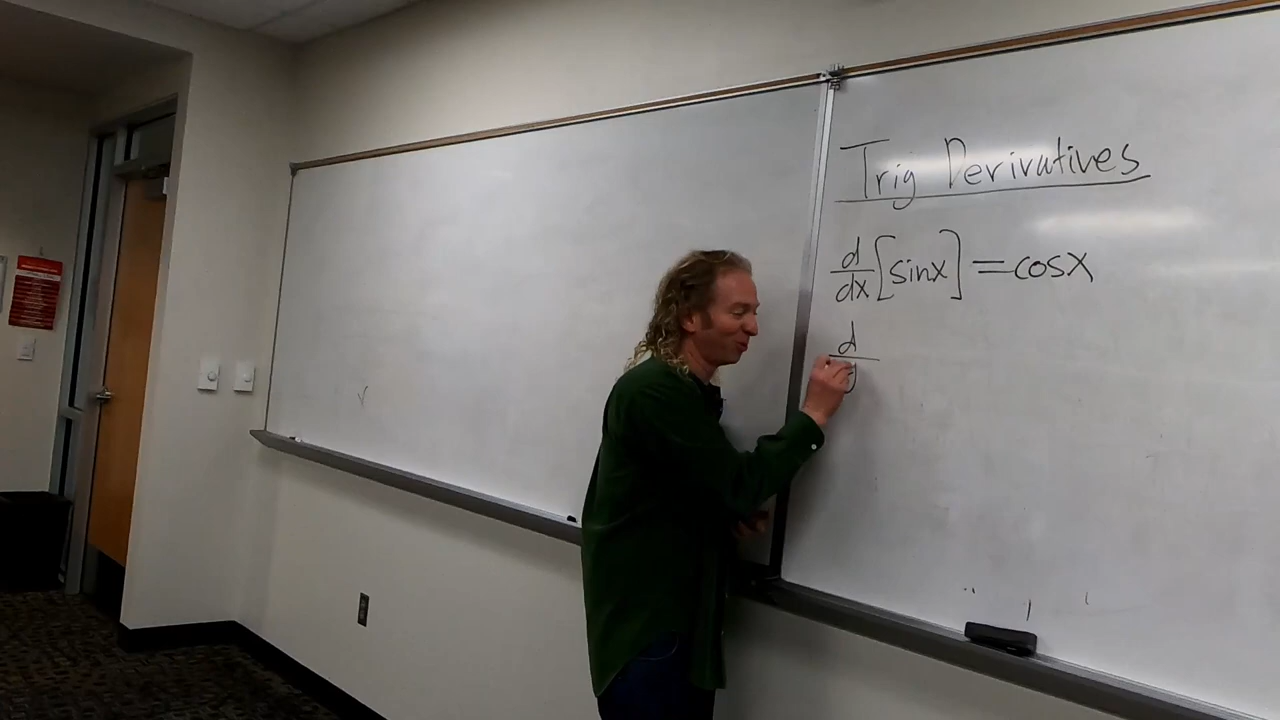 Trig Derivatives
d/dx [sinx] = cosx
d